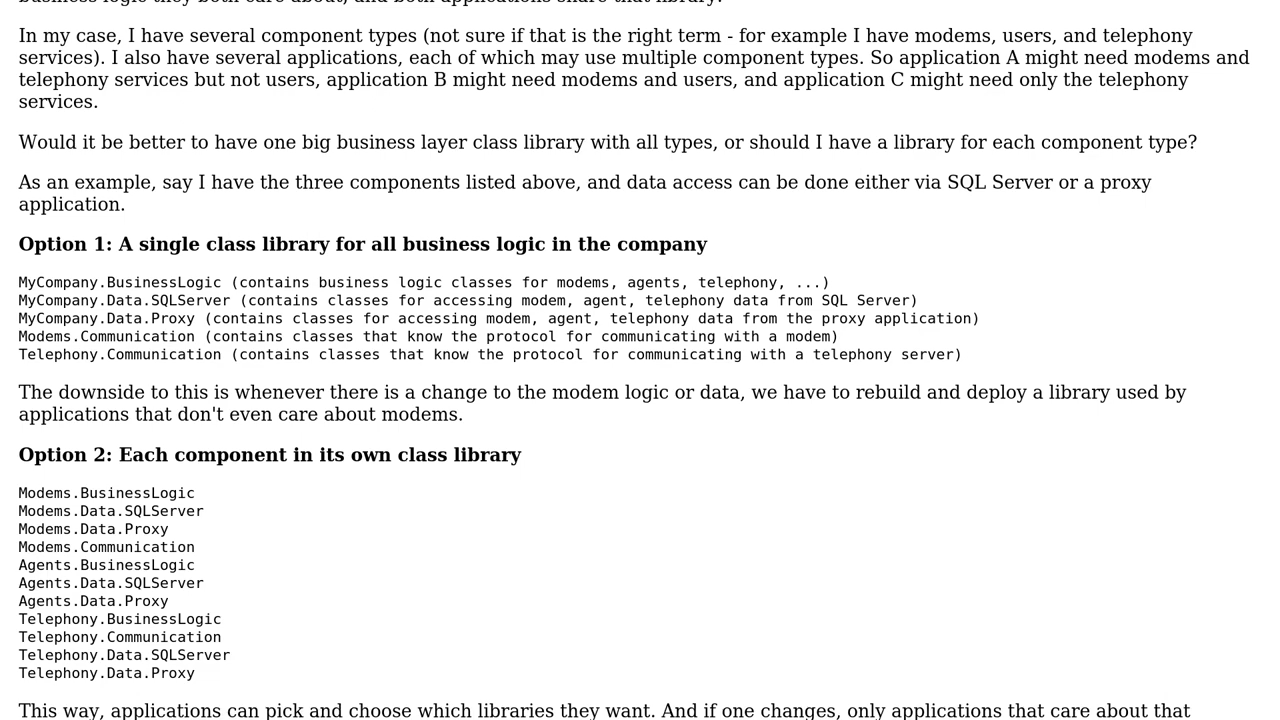 business logic they both care about, and both applications share that library.
In my case, I have several component types (not sure if that is the right term - for example I have modems, users, and telephony
services). I also have several applications, each of which may use multiple component types. So application A might need modems and
telephony services but not users, application B might need modems and users, and application C might need only the telephony
services.
Would it be better to have one big business layer class library with all types, or should I have a library for each component type?
As an example, say I have the three components listed above, and data access can be done either via SQL Server or a proxy
application.
Option 1: A single class library for all business logic in the company
MyCompany.BusinessLogic (contains business logic classes for modems, agents, telephony, ...)
MyCompany.Data.SQLServer (contains classes for accessing modem, agent, telephony data from SQL Server)
MyCompany.Data.Proxy (contains classes for accessing modem, agent, telephony data from the proxy application)
Modems.Communication (contains classes that know the protocol for communicating with a modem)
Telephony.Communication (contains classes that know the protocol for communicating with a telephony server)
The downside to this is whenever there is a change to the modem logic or data, we have to rebuild and deploy a library used by
applications that don't even care about modems.
Option 2: Each component in its own class library
Modems.BusinessLogic
Modems.Data.SQLServer
Modems.Data.Proxy
Modems.Communication
Agents.BusinessLogic
Agents.Data.SQLServer
Agents.Data.Proxy
Telephony.BusinessLogic
Telephony.Communication
Telephony.Data.SQLServer
Telephony.Data.Proxy
This way, applications can pick and choose which libraries they want. And if one changes, only applications that care about that